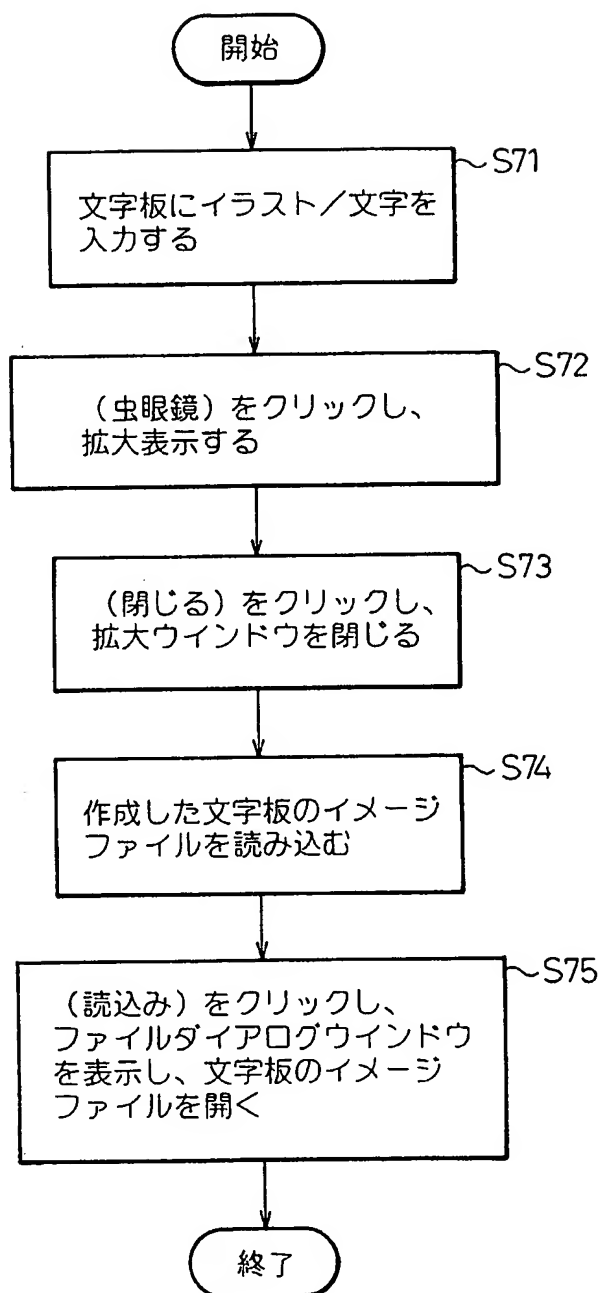 開始
S71
文字板にイラスト／文字を
入力する
S72
（虫眼鏡）をクリックし、
拡大表示する
S73
（閉じる）をクリックし、
拡大ウインドウを閉じる
S74
作成した文字板のイメージ
ファイルを読み込む
S75
（読込み）をクリックし、
ファイルダイアログウインドウ
を表示し、文字板のイメージ
ファイルを開く
終了